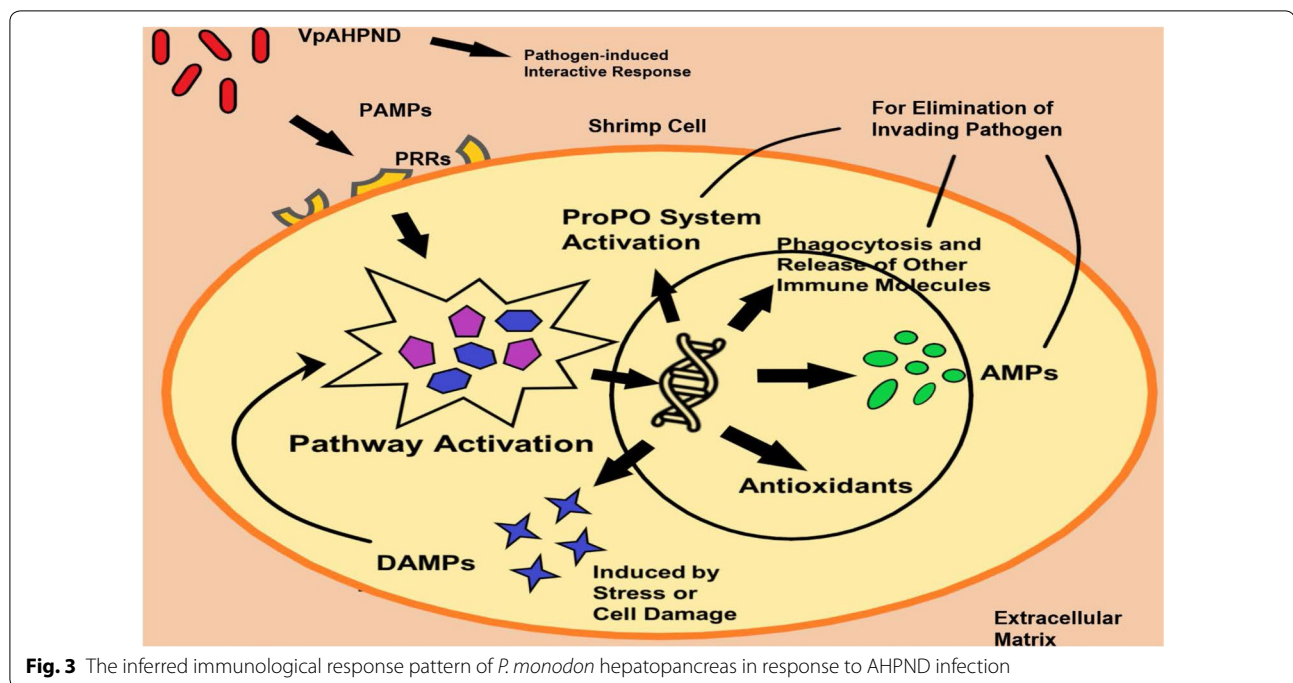 VpAHPND
Pathogen-induced
Interactive Response
PAMPs
For Elimination of
Invading Pathogen
Shrimp Cell
PRRs
ProPO System
Activation
Phagocytosis and
Release of Other
Immune Molecules
AMPs
Pathway Activation
Antioxidants
DAMPs
Induced by
Stress or
Cell Damage
Extracellular
Matrix
Fig. 3 The inferred immunological response pattern of P. monodon hepatopancreas in response to AHPND infection